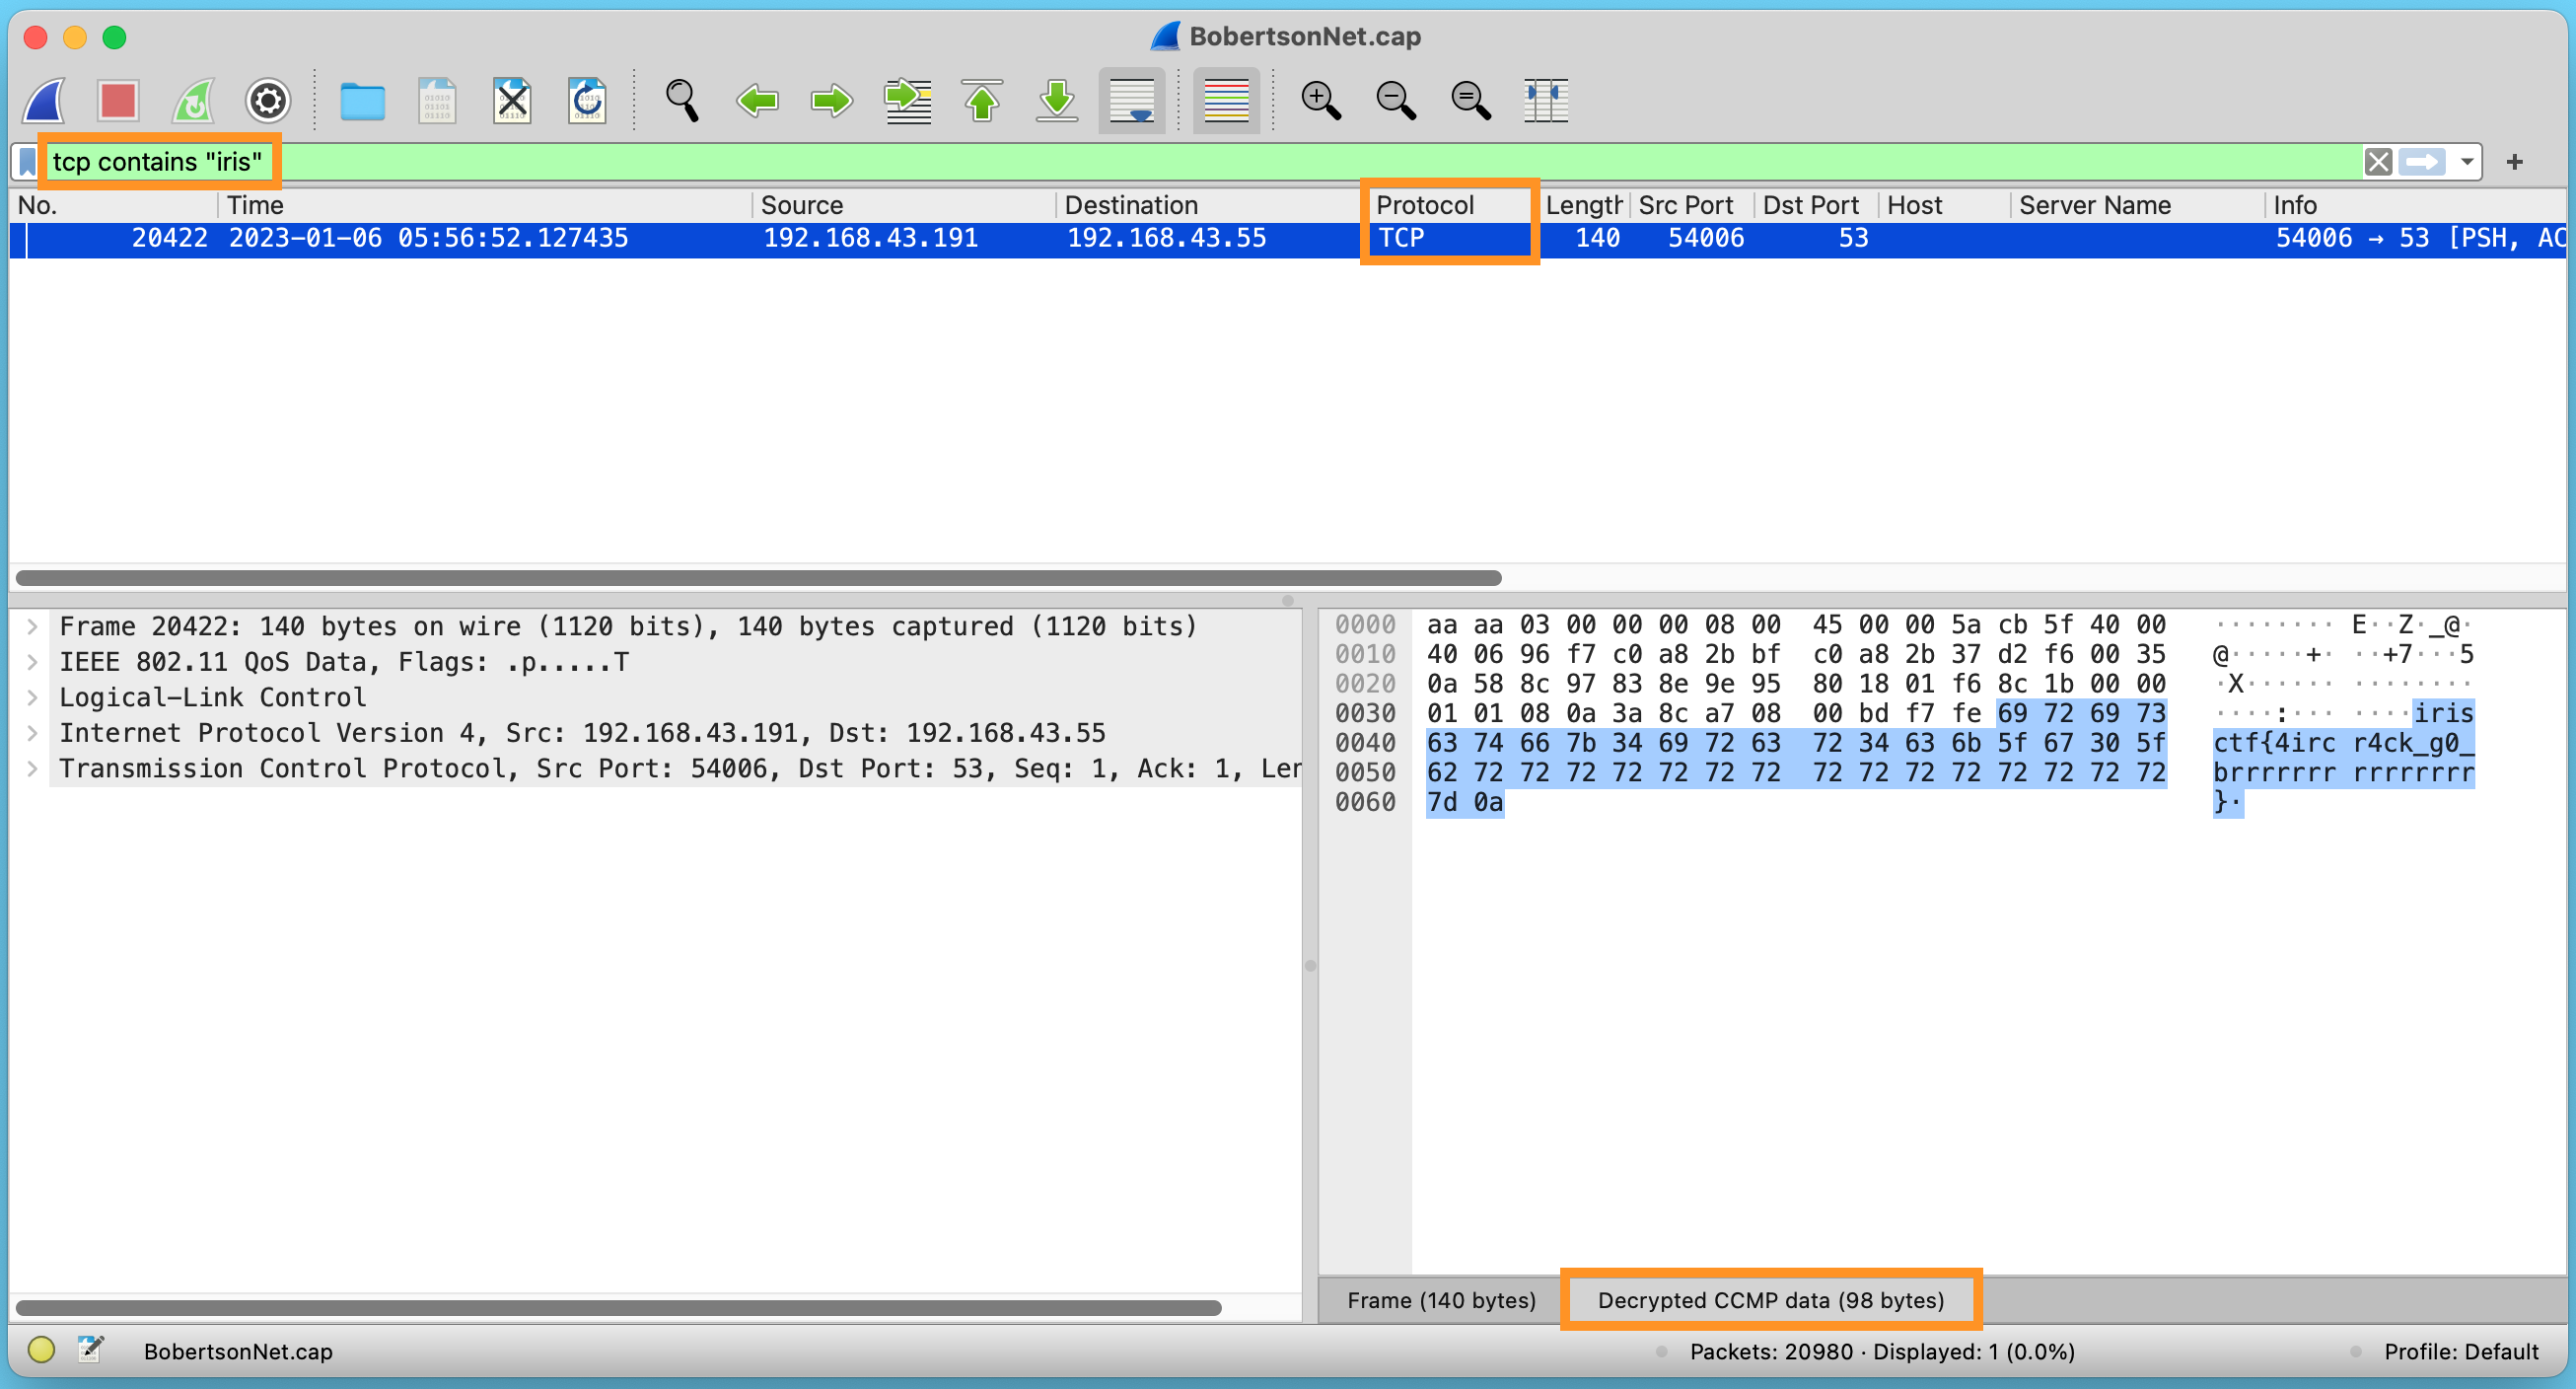 BobertsonNet.cap
tcp contains "iris"
No. Time Source Destination Protocol Length Src Port Dst Port Host Server Name Info
20422 2023-01-06 05:56:52.127435 192.168.43.191 192.168.43.55 TCP 140 54006 53 54006 → 53 [PSH, AC
Frame 20422: 140 bytes on wire (1120 bits), 140 bytes captured (1120 bits)
IEEE 802.11 QoS Data, Flags: .p.....T
Logical-Link Control
Internet Protocol Version 4, Src: 192.168.43.191, Dst: 192.168.43.55
Transmission Control Protocol, Src Port: 54006, Dst Port: 53, Seq: 1, Ack: 1, Ler
0000 aa aa 03 00 00 00 08 00 45 00 00 5a cb 5f 40 00 ········ E··Z·_@·
0010 40 06 96 f7 c0 a8 2b bf c0 a8 2b 37 d2 f6 00 35 @·····+· ··+7···5
0020 0a 58 8c 97 83 8e 9e 95 80 18 01 f6 8c 1b 00 00 ·X······ ········
0030 01 01 08 0a 3a 8c a7 08 00 bd f7 fe 69 72 69 73 ····:··· ····iris
0040 63 74 66 7b 34 69 72 63 72 34 63 6b 5f 67 30 5f ctf{4irc r4ck_g0_
0050 62 72 72 72 72 72 72 72 72 72 72 72 72 72 72 72 brrrrrrr rrrrrrrr
0060 7d 0a }·
Frame (140 bytes) Decrypted CCMP data (98 bytes)
BobertsonNet.cap Packets: 20980 · Displayed: 1 (0.0%) Profile: Default